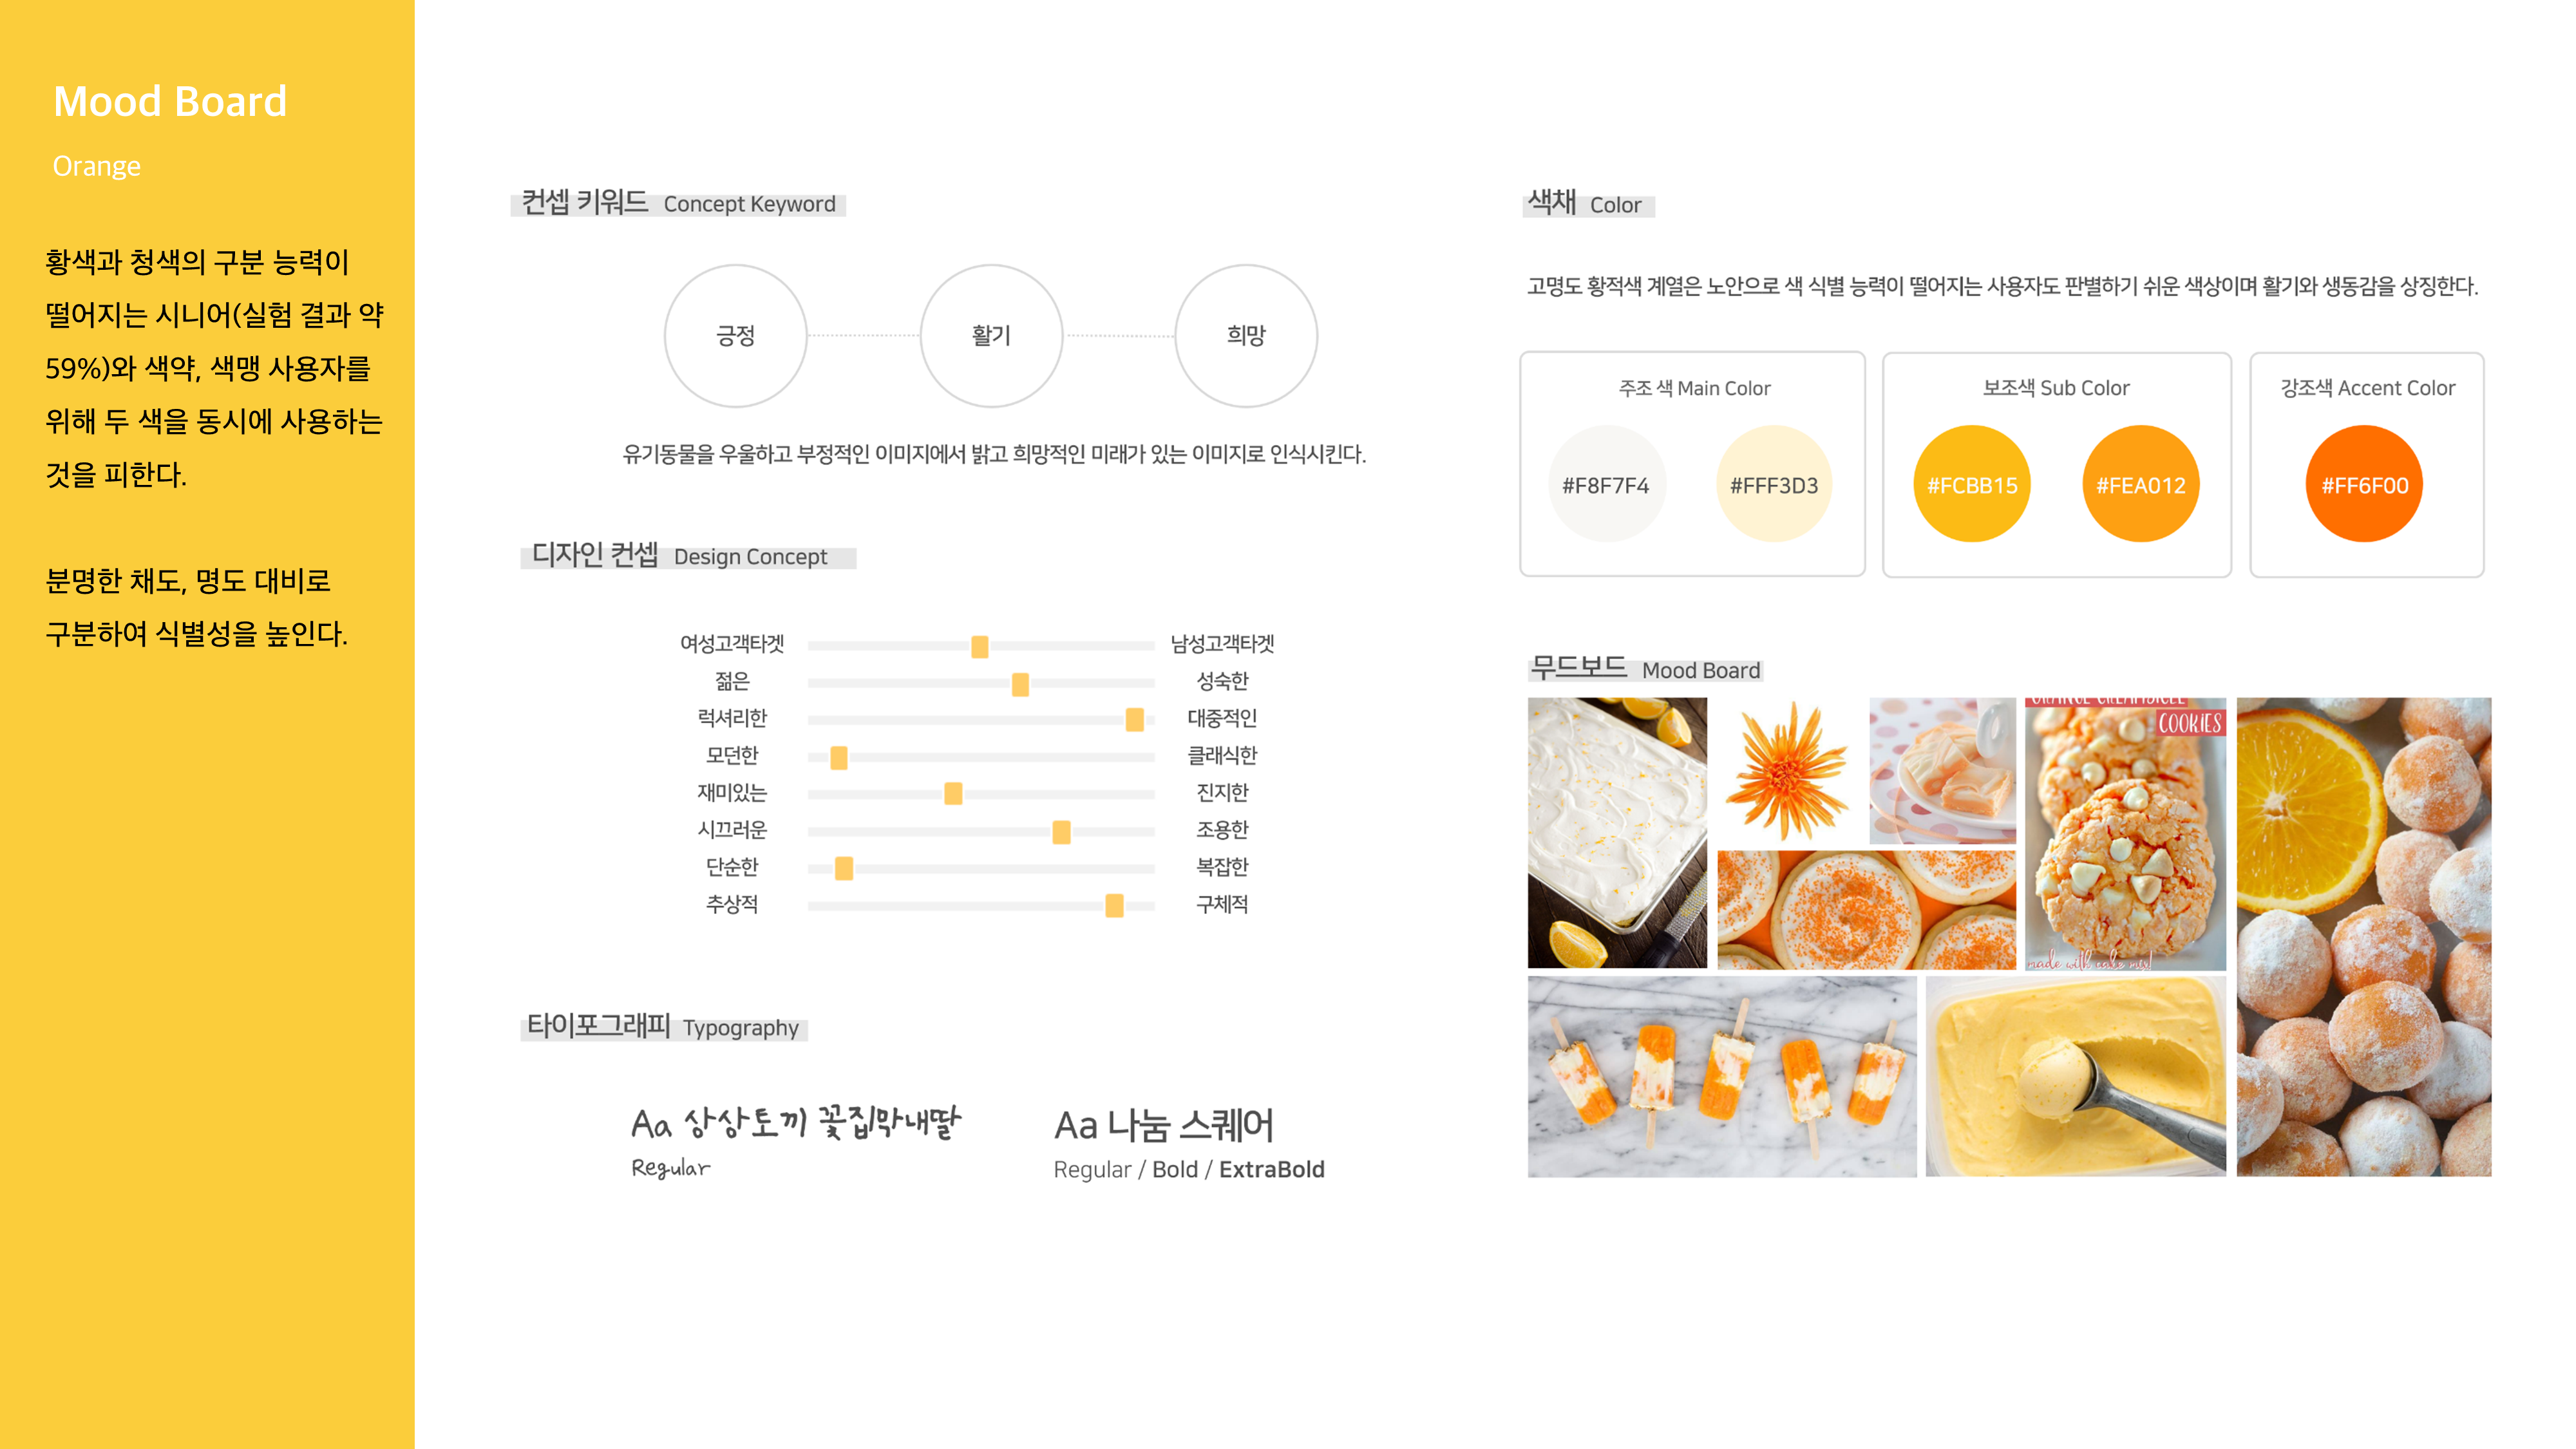 Mood Board
Orange
황색과 청색의 구분 능력이
떨어지는 시니어(실험 결과 약
59%)와 색약, 색맹 사용자를
위해 두 색을 동시에 사용하는
것을 피한다.
분명한 채도, 명도 대비로
구분하여 식별성을 높인다.
컨셉 키워드 Concept Keyword
긍정
활기
희망
유기동물을 우울하고 부정적인 이미지에서 밝고 희망적인 미래가 있는 이미지로 인식시킨다.
디자인 컨셉 Design Concept
여성고객타겟 남성고객타겟
젊은 성숙한
럭셔리한 대중적인
모던한 클래식한
재미있는 진지한
시끄러운 조용한
단순한 복잡한
추상적 구체적
타이포그래피 Typography
Aa 상상토끼 꽃집막내딸
Regular
Aa 나눔 스퀘어
Regular / Bold / ExtraBold
색채 Color
고명도 황적색 계열은 노안으로 색 식별 능력이 떨어지는 사용자도 판별하기 쉬운 색상이며 활기와 생동감을 상징한다.
주조 색 Main Color
#F8F7F4
#FFF3D3
보조색 Sub Color
#FCBB15
#FEA012
강조색 Accent Color
#FF6F00
무드보드 Mood Board
ORANGE CREAMSICLE
COOKIES
made with cake mix!